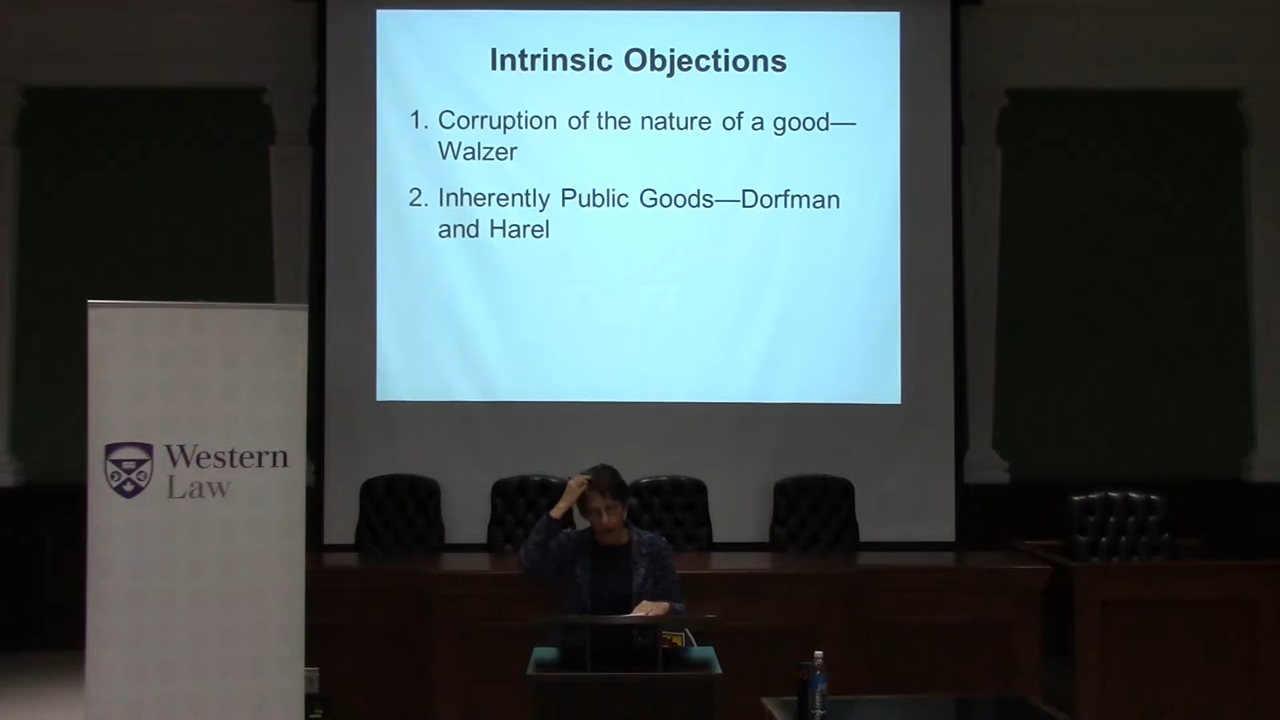 Intrinsic Objections
1. Corruption of the nature of a good—
Walzer
2. Inherently Public Goods—Dorfman
and Harel
Western
Law